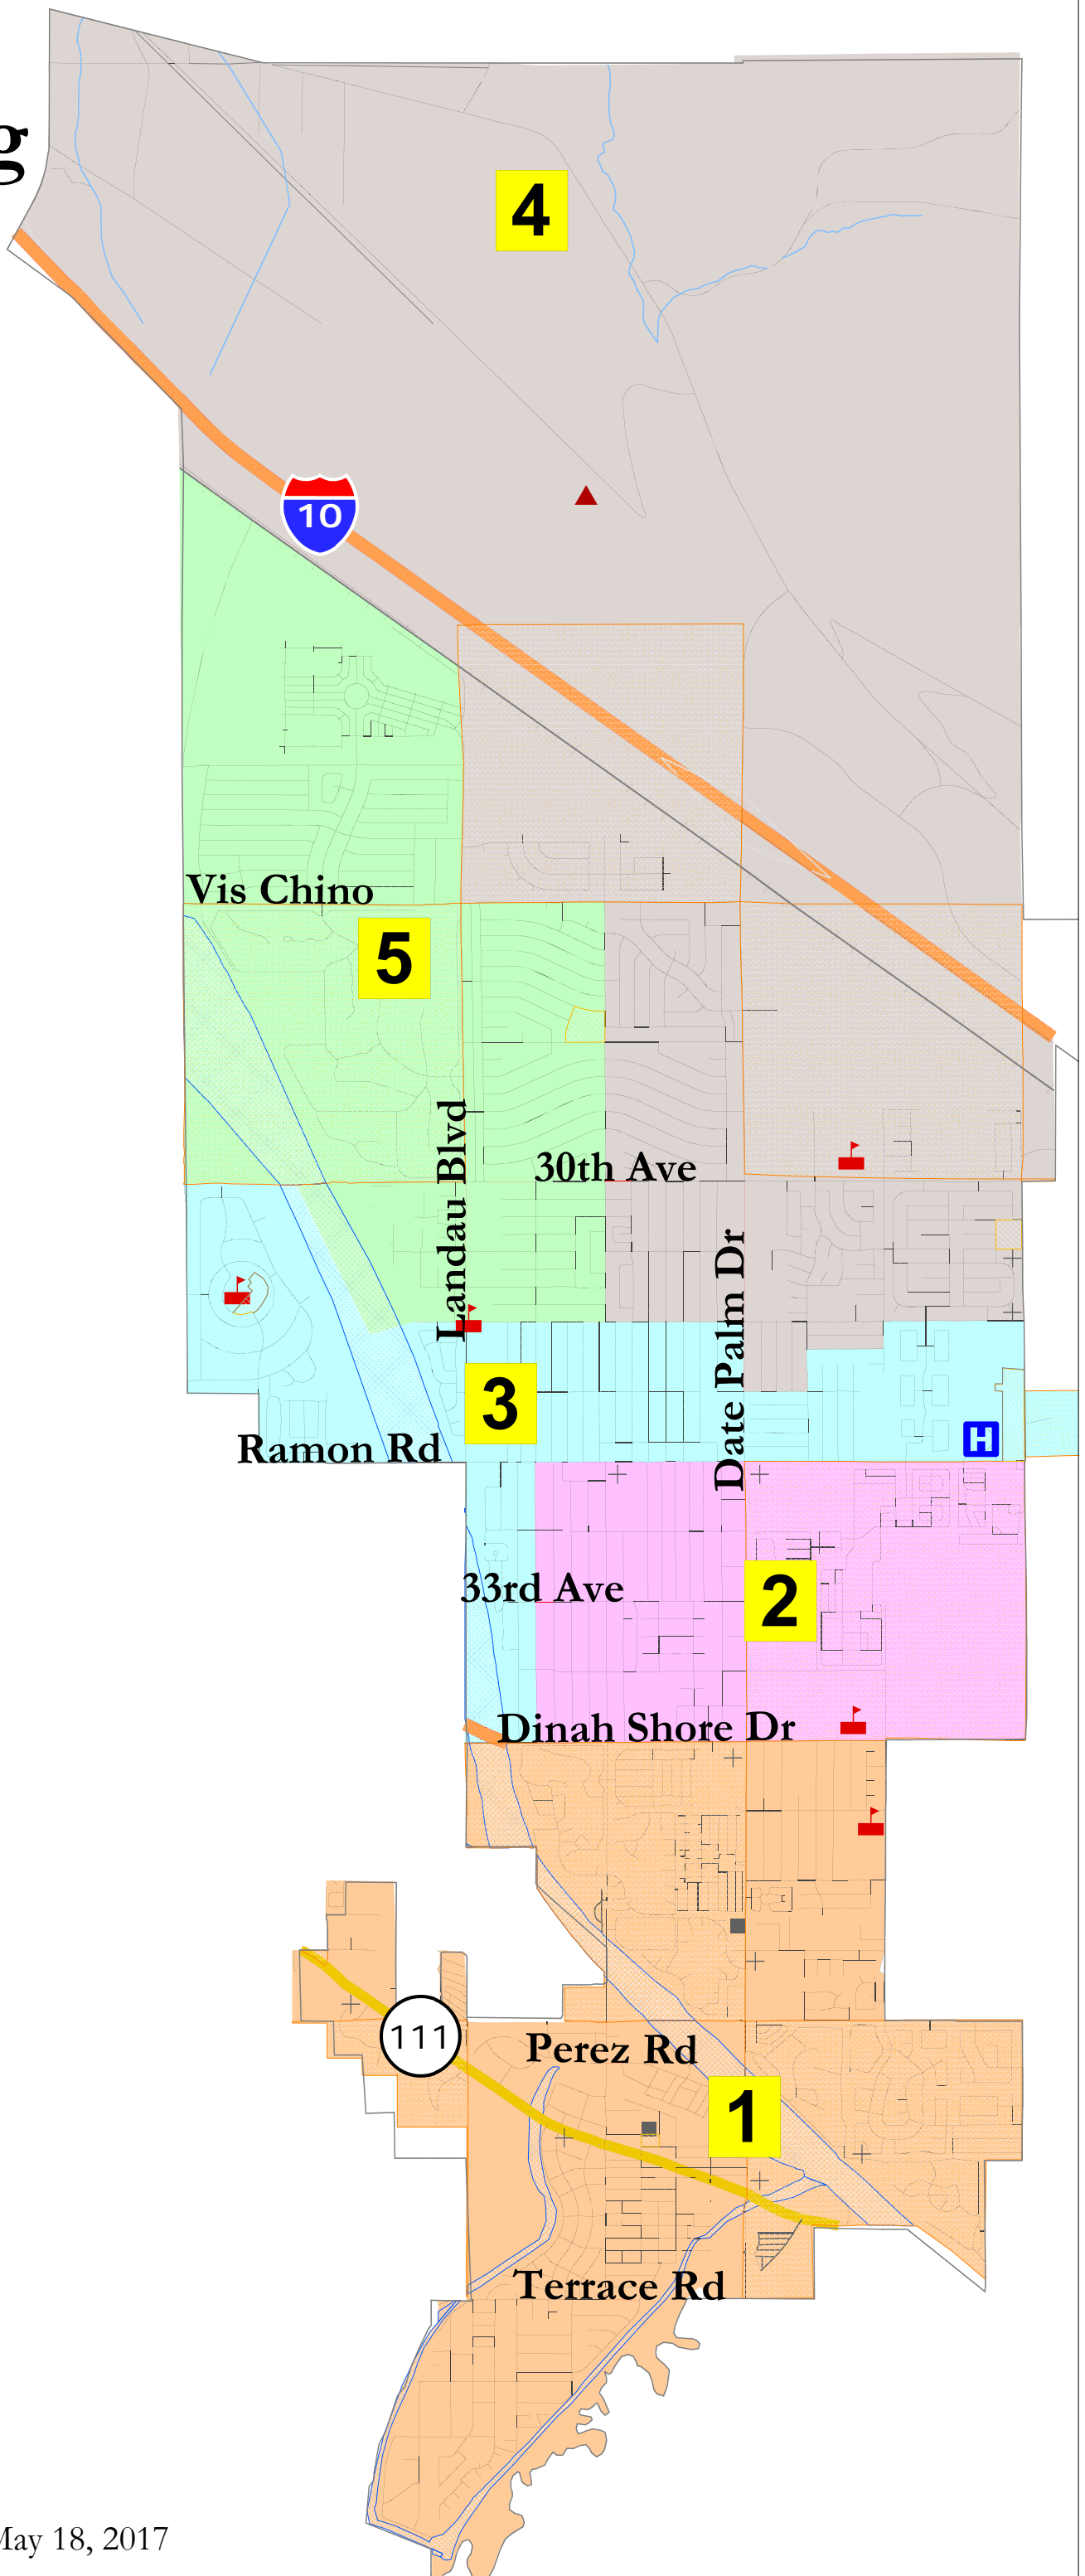 g
4
10
Vis Chino
5
Landau Blvd
30th Ave
Date Palm Dr
3
Ramon Rd
H
33rd Ave
2
Dinah Shore Dr
111
Perez Rd
1
Terrace Rd
May 18, 2017